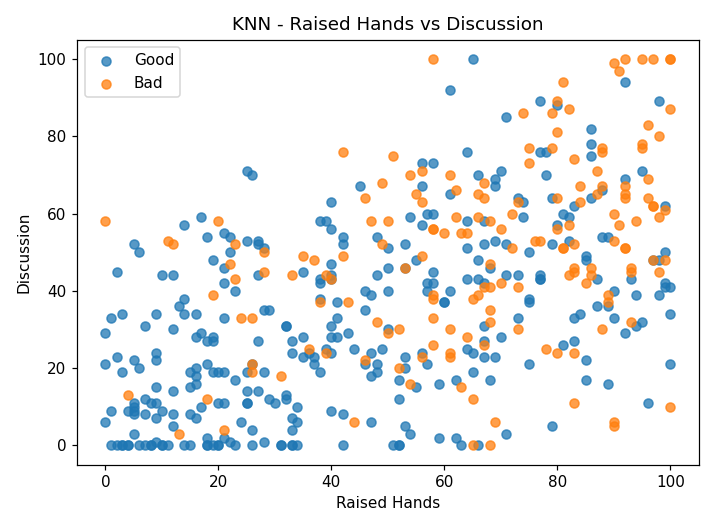 KNN - Raised Hands vs Discussion
Good
Bad
100
80
60
40
20
0
Discussion
0 20 40 60 80 100
Raised Hands